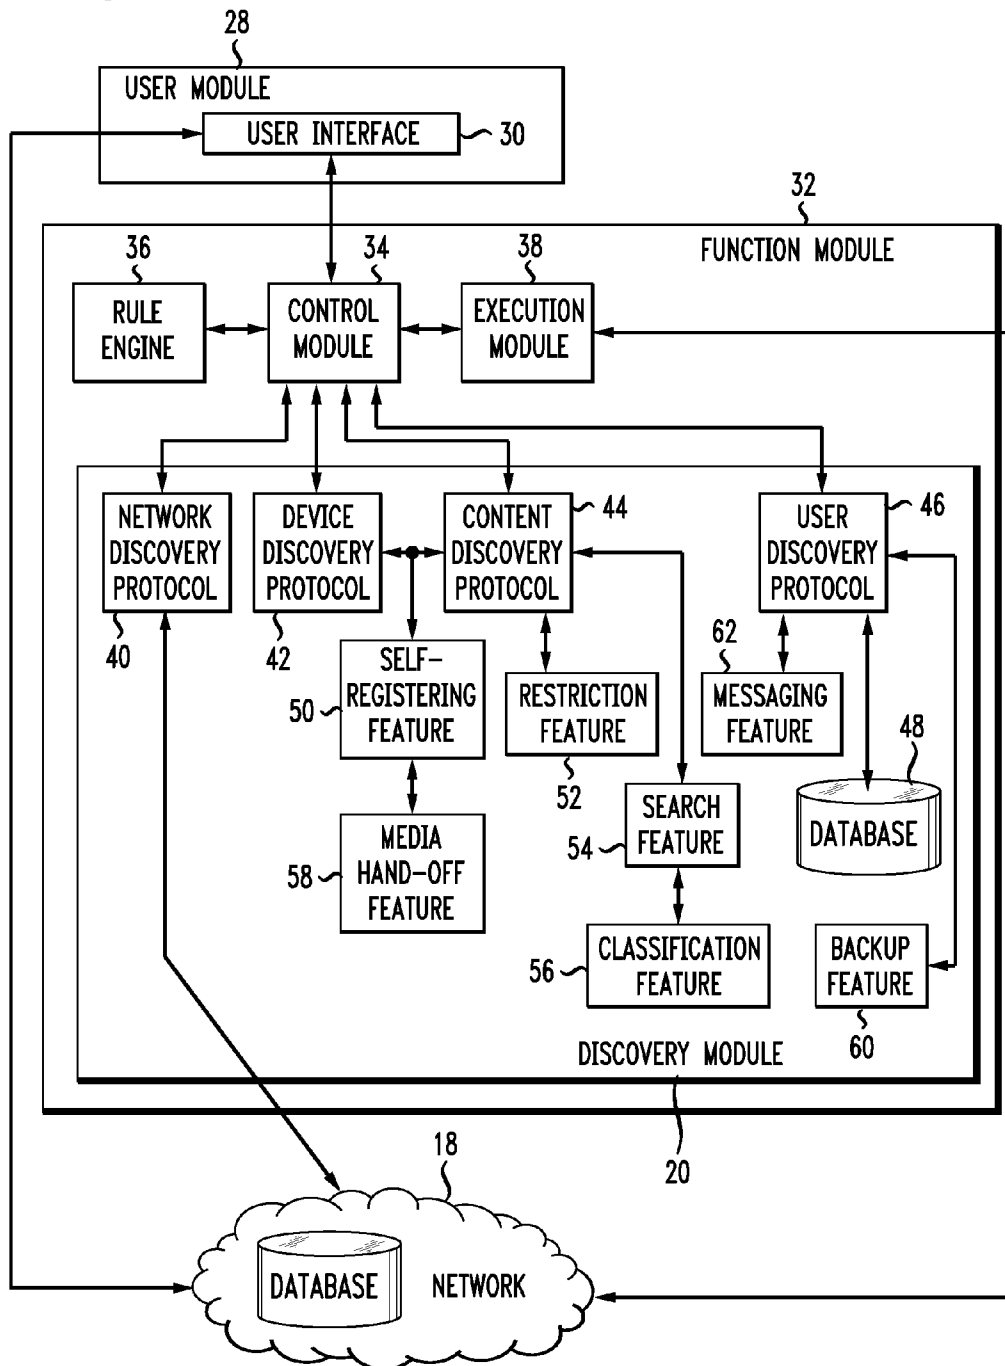 28
USER MODULE
USER INTERFACE
30
32
FUNCTION MODULE
36
34
38
RULE
ENGINE
CONTROL
MODULE
EXECUTION
MODULE
NETWORK
DISCOVERY
PROTOCOL
40
DEVICE
DISCOVERY
PROTOCOL
42
CONTENT
DISCOVERY
PROTOCOL
44
USER
DISCOVERY
PROTOCOL
46
SELF-
REGISTERING
FEATURE
50
RESTRICTION
FEATURE
52
62
MESSAGING
FEATURE
48
DATABASE
SEARCH
FEATURE
54
MEDIA
HAND-OFF
FEATURE
58
CLASSIFICATION
FEATURE
56
BACKUP
FEATURE
60
DISCOVERY MODULE
20
18
DATABASE
NETWORK